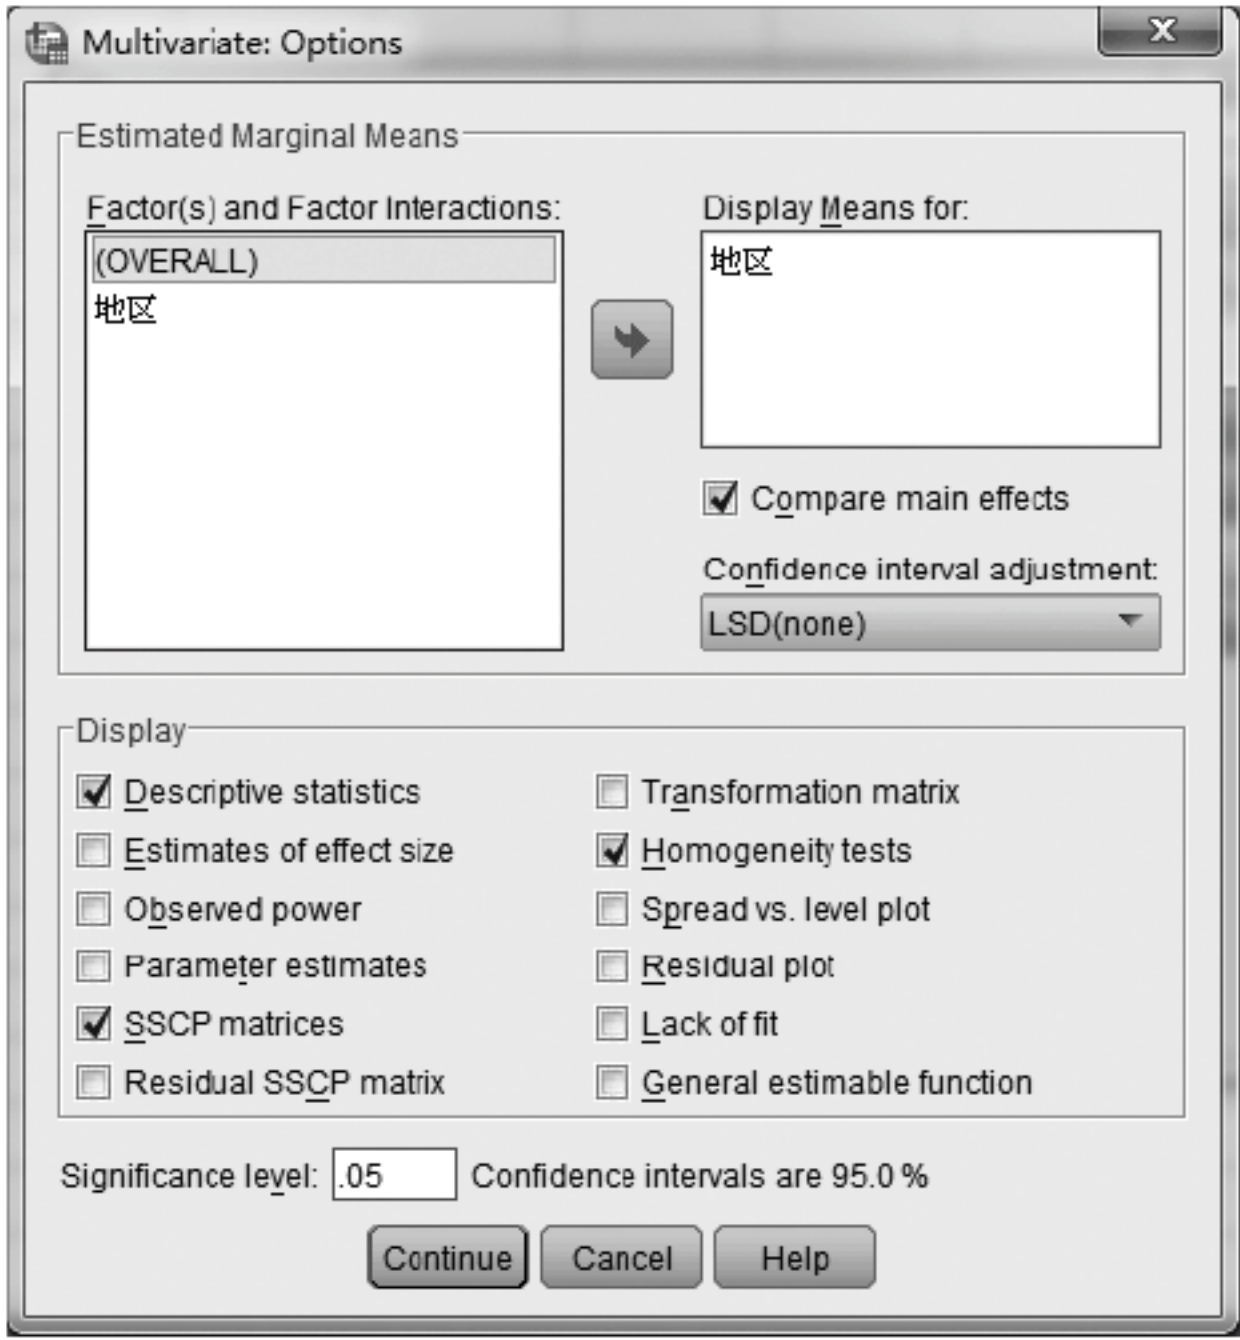 Multivariate: Options
Estimated Marginal Means
Factor(s) and Factor Interactions:
(OVERALL)
地区
Display Means for:
地区
Compare main effects
Confidence interval adjustment:
LSD(none)
Display
Descriptive statistics
Transformation matrix
Estimates of effect size
Homogeneity tests
Observed power
Spread vs. level plot
Parameter estimates
Residual plot
SSCP matrices
Lack of fit
Residual SSCP matrix
General estimable function
Significance level: .05 Confidence intervals are 95.0 %
Continue Cancel Help